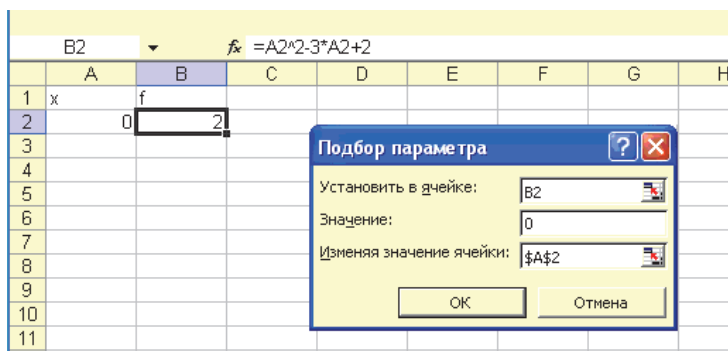 B2 fx =A2^2-3*A2+2
A B C D E F G H
1 x f
2 0 2
3
Подбор параметра
4
Установить в ячейке: B2
5
6
Значение: 0
7
Изменяя значение ячейки: $A$2
8
9
ОК Отмена
10
11